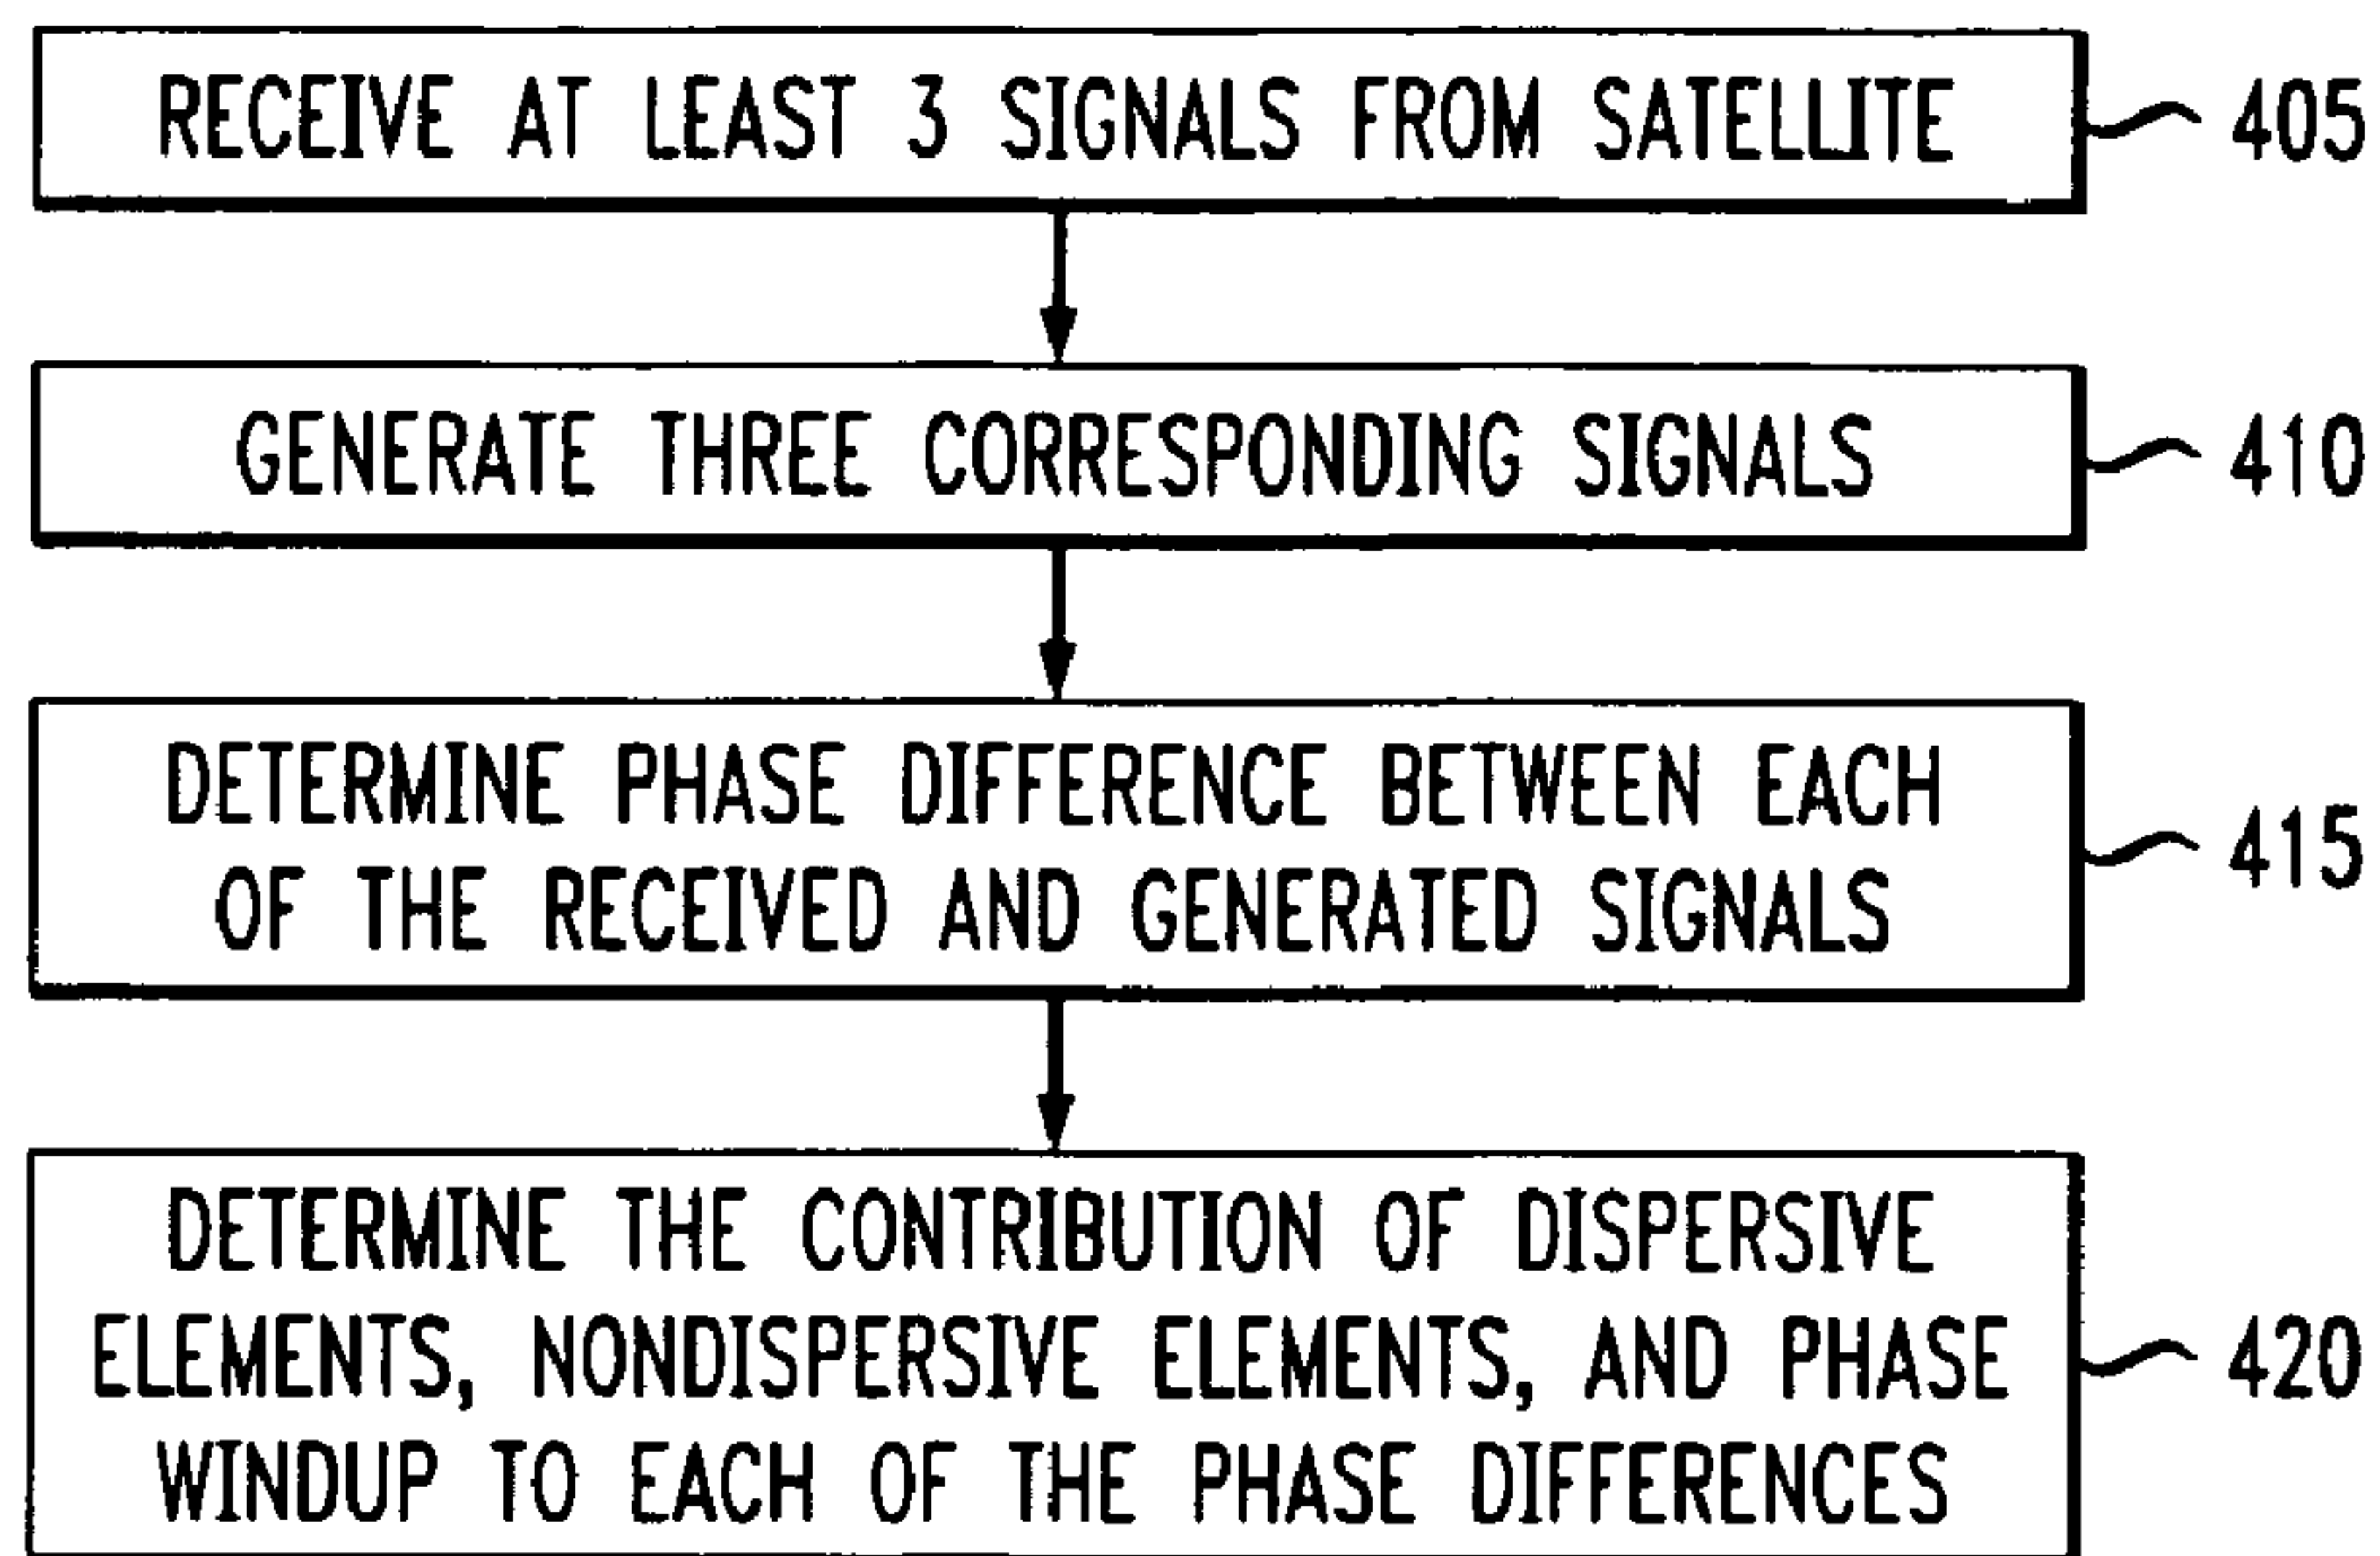 RECEIVE AT LEAST 3 SIGNALS FROM SATELLITE 405
GENERATE THREE CORRESPONDING SIGNALS 410
DETERMINE PHASE DIFFERENCE BETWEEN EACH
OF THE RECEIVED AND GENERATED SIGNALS
415
DETERMINE THE CONTRIBUTION OF DISPERSIVE
ELEMENTS, NONDISPERSIVE ELEMENTS, AND PHASE
WINDUP TO EACH OF THE PHASE DIFFERENCES
420